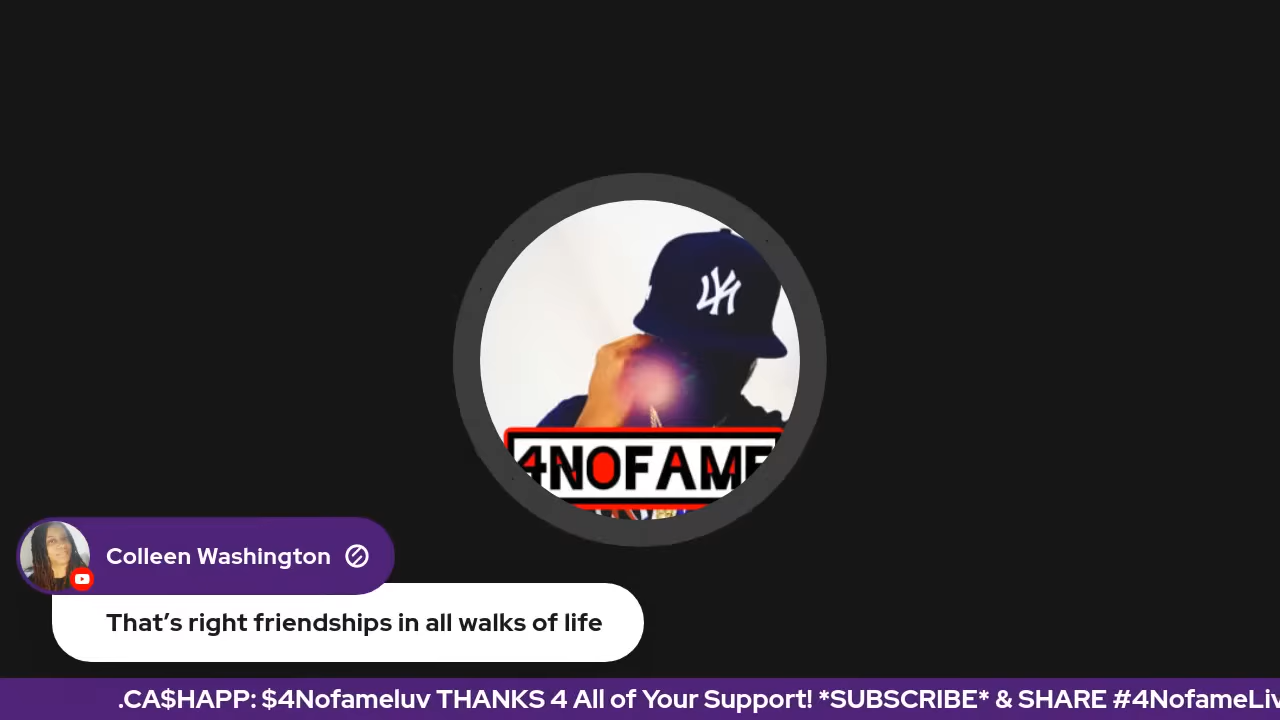 4NOFAME
Colleen Washington
That’s right friendships in all walks of life
.CA$HAPP: $4Nofameluv THANKS 4 All of Your Support! *SUBSCRIBE* & SHARE #4NofameLiv